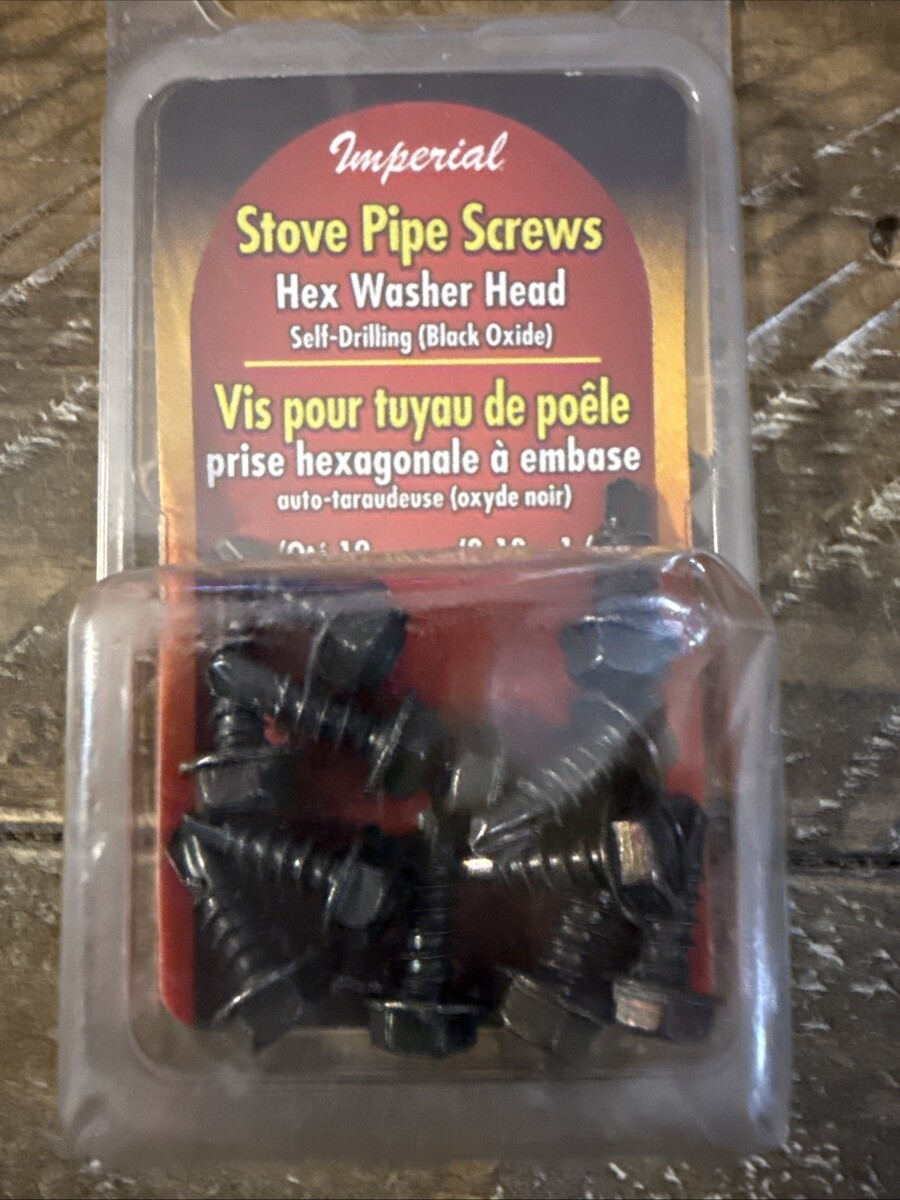 Imperial
Stove Pipe Screws
Hex Washer Head
Self-Drilling (Black Oxide)
Vis pour tuyau de poêle
prise hexagonale à embase
auto-taraudeuse (oxyde noir)